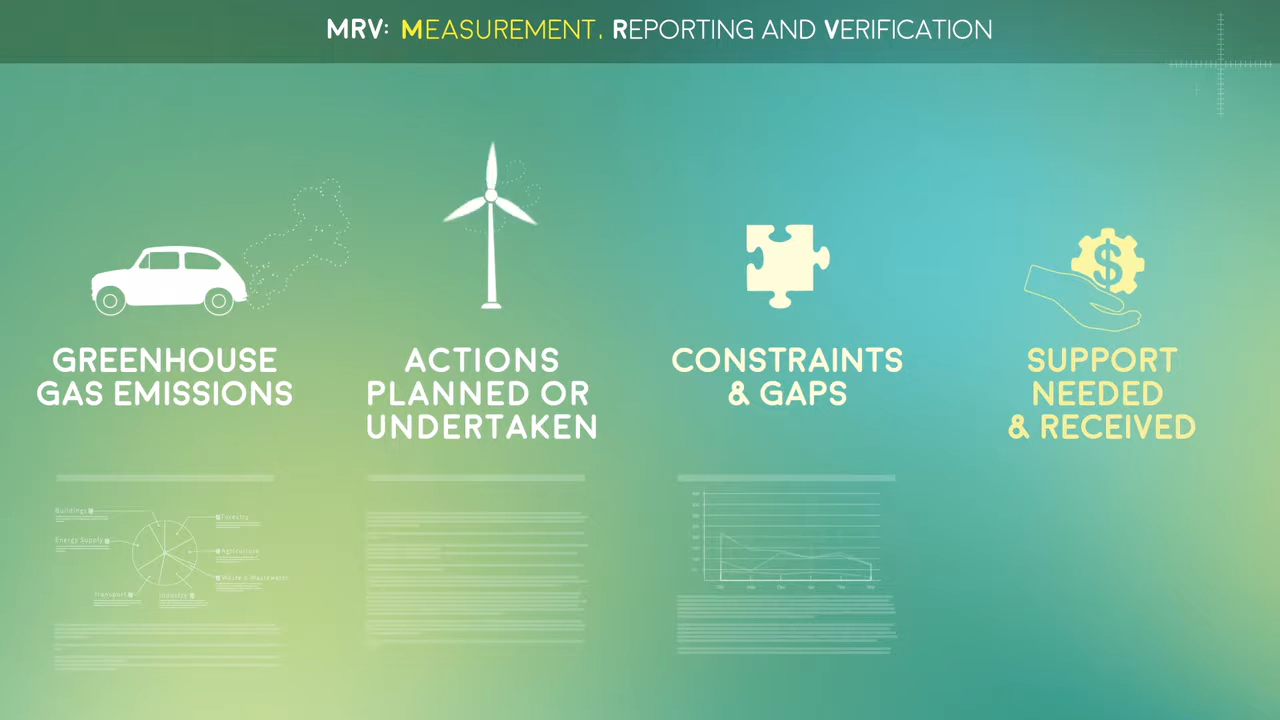 MRV: MEASUREMENT, REPORTING AND VERIFICATION
GREENHOUSE
GAS EMISSIONS
ACTIONS
PLANNED OR
UNDERTAKEN
CONSTRAINTS
& GAPS
$
SUPPORT
NEEDED
& RECEIVED
Buildings
Forestry
Energy Supply
Agriculture
Waste & Wastewater
Transport
Industry